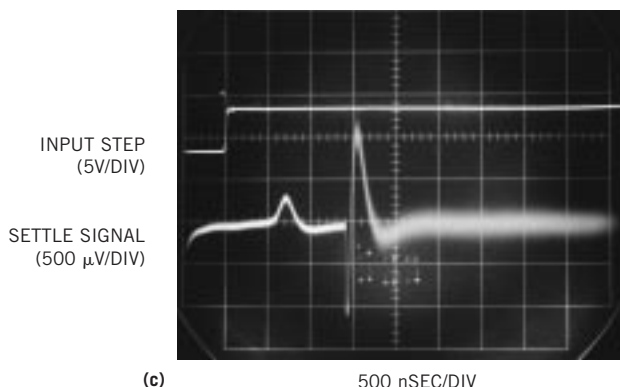 INPUT STEP
(5V/DIV)
SETTLE SIGNAL
(500 μV/DIV)
(c)
500 nSEC/DIV